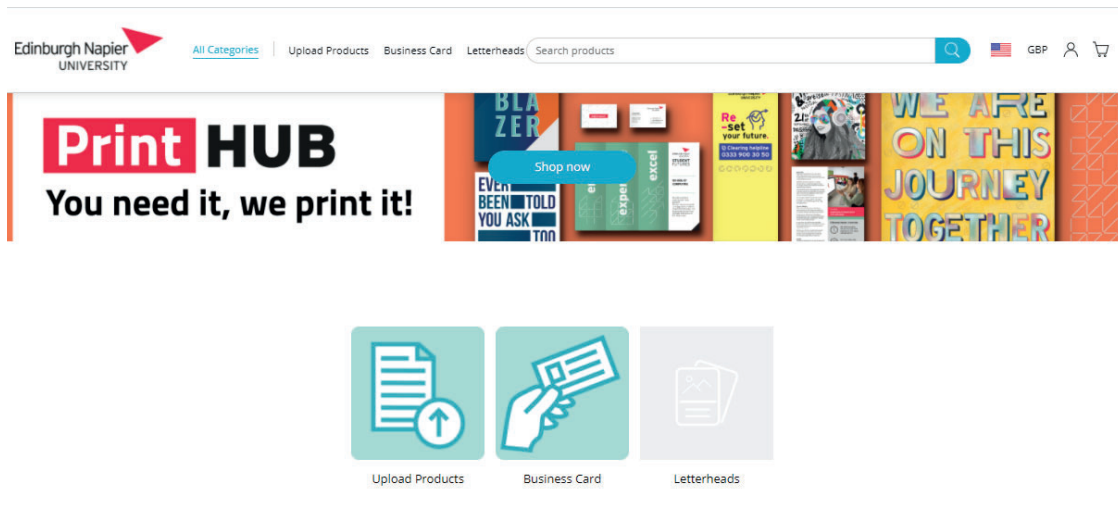 Edinburgh Napier
UNIVERSITY
All Categories
Upload Products
Business Card
Letterheads
Search products
GBP
Print HUB
You need it, we print it!
Shop now
BLA
ZER
EVER
BEEN TOLD
YOU ASK
TOO
excel
Re
-set
your future.
Clearing helpline
0333 900 30 50
WE ARE
ON THIS
JOURNEY
TOGETHER
Upload Products
Business Card
Letterheads